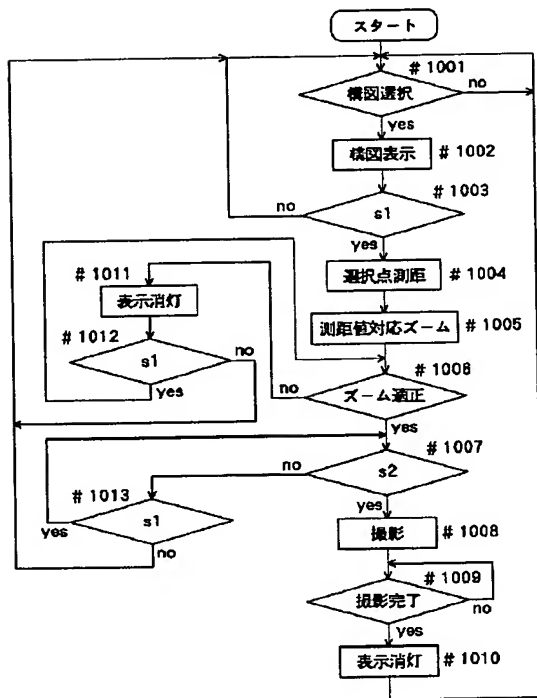 スタート
# 1001
構図選択
no
yes
構図表示
# 1002
# 1003
no
s1
yes
# 1011
選択点測距
# 1004
表示消灯
測距値対応ズーム
# 1005
# 1012
s1
no
# 1006
yes
no
ズーム適正
yes
# 1007
no
s2
# 1013
yes
s1
yes
no
撮影
# 1008
# 1009
撮影完了
no
yes
表示消灯
# 1010